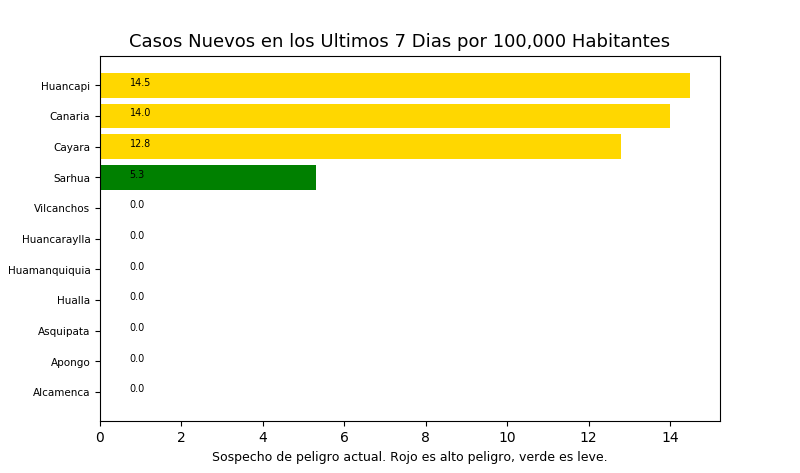 Casos Nuevos en los Ultimos 7 Dias por 100,000 Habitantes
Huancapi 14.5
Canaria 14.0
Cayara 12.8
Sarhua 5.3
Vilcanchos 0.0
Huancaraylla 0.0
Huamanquiquia 0.0
Hualla 0.0
Asquipata 0.0
Apongo 0.0
Alcamenca 0.0
0 2 4 6 8 10 12 14
Sospecho de peligro actual. Rojo es alto peligro, verde es leve.